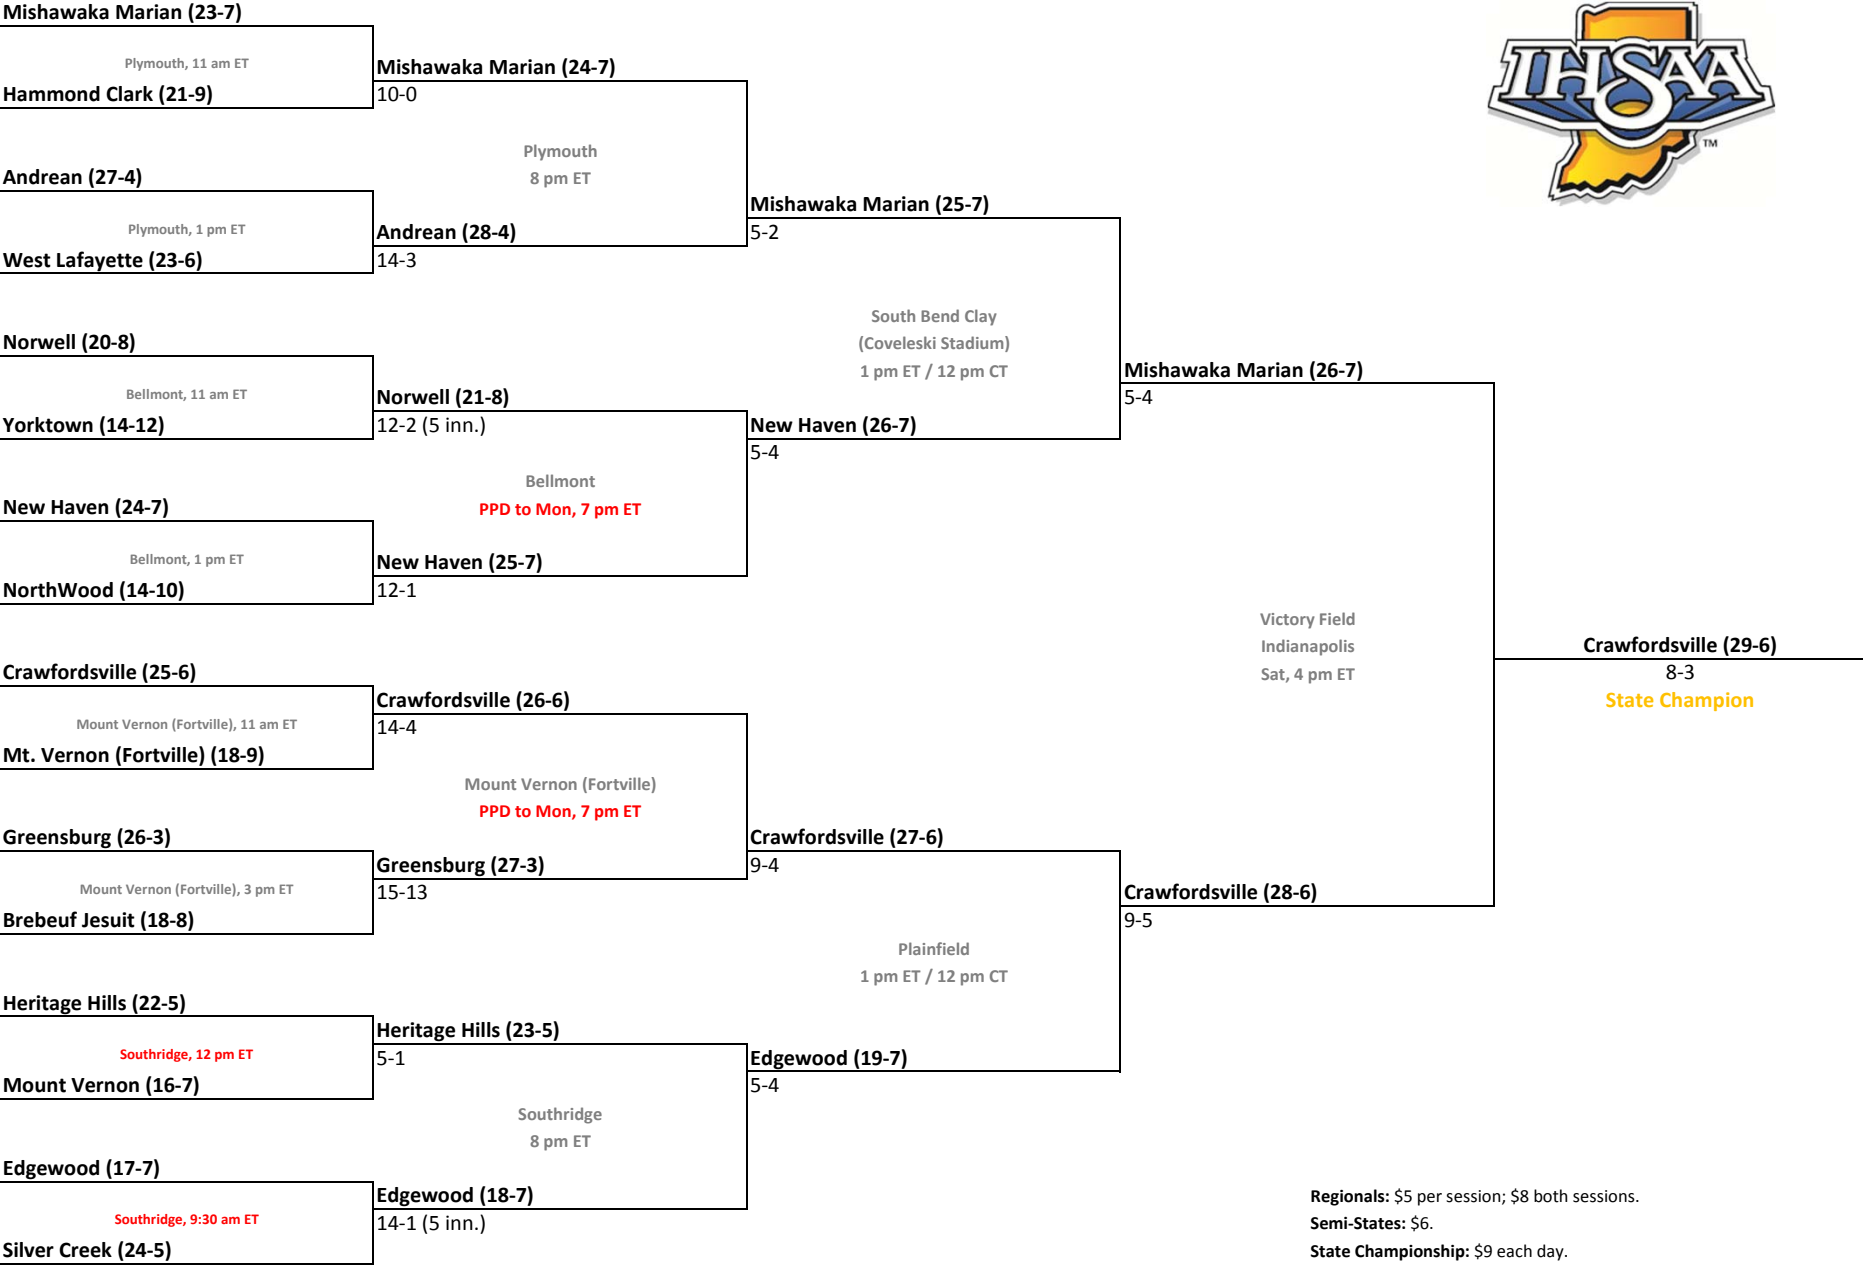 Mishawaka Marian (23-7)
Plymouth, 11 am ET
Hammond Clark (21-9)
Andrean (27-4)
Plymouth, 1 pm ET
West Lafayette (23-6)
Norwell (20-8)
Bellmont, 11 am ET
Yorktown (14-12)
New Haven (24-7)
Bellmont, 1 pm ET
NorthWood (14-10)
Crawfordsville (25-6)
Mount Vernon (Fortville), 11 am ET
Mt. Vernon (Fortville) (18-9)
Greensburg (26-3)
Mount Vernon (Fortville), 3 pm ET
Brebeuf Jesuit (18-8)
Heritage Hills (22-5)
Southridge, 12 pm ET
Mount Vernon (16-7)
Edgewood (17-7)
Southridge, 9:30 am ET
Silver Creek (24-5)
Mishawaka Marian (24-7)
10-0
Plymouth
8 pm ET
Andrean (28-4)
14-3
Norwell (21-8)
12-2 (5 inn.)
Bellmont
PPD to Mon, 7 pm ET
New Haven (25-7)
12-1
Crawfordsville (26-6)
14-4
Mount Vernon (Fortville)
PPD to Mon, 7 pm ET
Greensburg (27-3)
15-13
Heritage Hills (23-5)
5-1
Southridge
8 pm ET
Edgewood (18-7)
14-1 (5 inn.)
Mishawaka Marian (25-7)
5-2
South Bend Clay
(Coveleski Stadium)
1 pm ET / 12 pm CT
New Haven (26-7)
5-4
Crawfordsville (27-6)
9-4
Plainfield
1 pm ET / 12 pm CT
Edgewood (19-7)
5-4
Mishawaka Marian (26-7)
5-4
Victory Field
Indianapolis
Sat, 4 pm ET
Crawfordsville (28-6)
9-5
IHSAA
TM
Crawfordsville (29-6)
8-3
State Champion
Regionals: $5 per session; $8 both sessions.
Semi-States: $6.
State Championship: $9 each day.